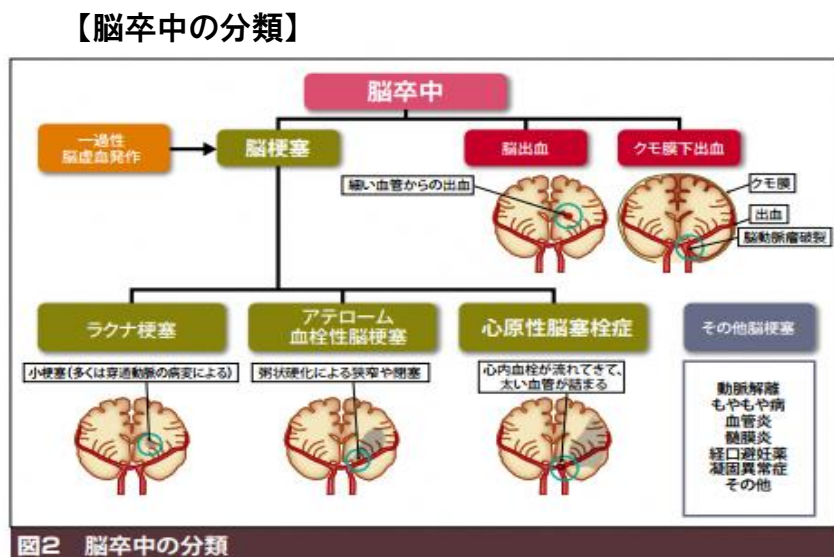 【脳卒中の分類】
脳卒中
一過性
脳虚血発作
脳梗塞
脳出血
クモ膜下出血
細い血管からの出血
クモ膜
出血
脳動脈瘤破裂
ラクナ梗塞
アテローム
血栓性脳梗塞
心原性脳塞栓症
その他脳梗塞
小梗塞(多くは穿通動脈の病変による)
粥状硬化による狭窄や閉塞
心内血栓が流れてきて、
太い血管が詰まる
動脈解離
もやもや病
血管炎
髄膜炎
経口避妊薬
凝固異常症
その他
図2 脳卒中の分類